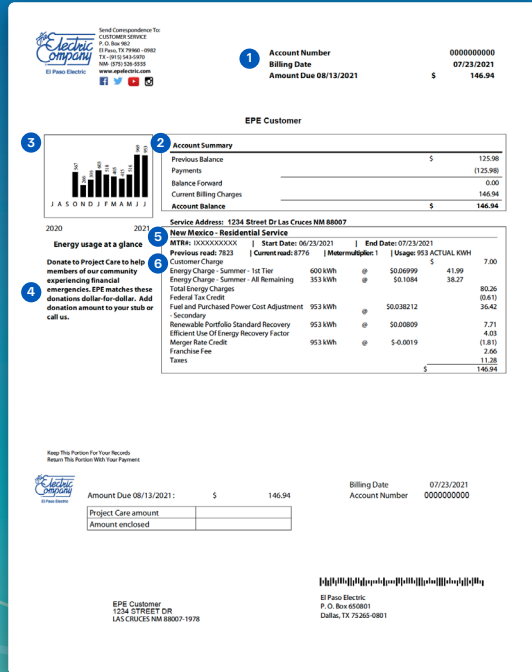 Send Correspondence To:
CUSTOMER SERVICE
P. O. Box 982
El Paso, TX 79960 - 0982
TX - (915) 543-5970
NM- (575) 526-5555
www.epelectric.com
El Paso
Electric
Company
El Paso Electric
1
Account Number 0000000000
Billing Date 07/23/2021
Amount Due 08/13/2021 $ 146.94
EPE Customer
3
J A S O N D J F M A M J J
2020 2021
Energy usage at a glance
4
Donate to Project Care to help
members of our community
experiencing financial
emergencies. EPE matches these
donations dollar-for-dollar. Add
donation amount to your stub or
call us.
2
Account Summary
Previous Balance $ 125.98
Payments (125.98)
Balance Forward 0.00
Current Billing Charges 146.94
Account Balance $ 146.94
Service Address: 1234 Street Dr Las Cruces NM 88007
5
New Mexico - Residential Service
MTR#: IXXXXXXXXX | Start Date: 06/23/2021 | End Date: 07/23/2021
6
Previous read: 7823 | Current read: 8776 | Metermultiplier: 1 | Usage: 953 ACTUAL KWH
Customer Charge $ 7.00
Energy Charge - Summer - 1st Tier 600 kWh @ $0.06999 41.99
Energy Charge - Summer - All Remaining 353 kWh @ $0.1084 38.27
Total Energy Charges 80.26
Federal Tax Credit (0.61)
Fuel and Purchased Power Cost Adjustment 953 kWh @ $0.038212 36.42
- Secondary
Renewable Portfolio Standard Recovery 953 kWh @ $0.00809 7.71
Efficient Use Of Energy Recovery Factor 4.03
Merger Rate Credit 953 kWh @ $-0.0019 (1.81)
Franchise Fee 2.66
Taxes 11.28
$ 146.94
Keep This Portion For Your Records
Return This Portion With Your Payment
Electric
Company
El Paso Electric
Amount Due 08/13/2021: $ 146.94
Billing Date 07/23/2021
Account Number 0000000000
Project Care amount
Amount enclosed
EPE Customer
1234 STREET DR
LAS CRUCES NM 88007-1978
El Paso Electric
P. O. Box 650801
Dallas, TX 75265-0801